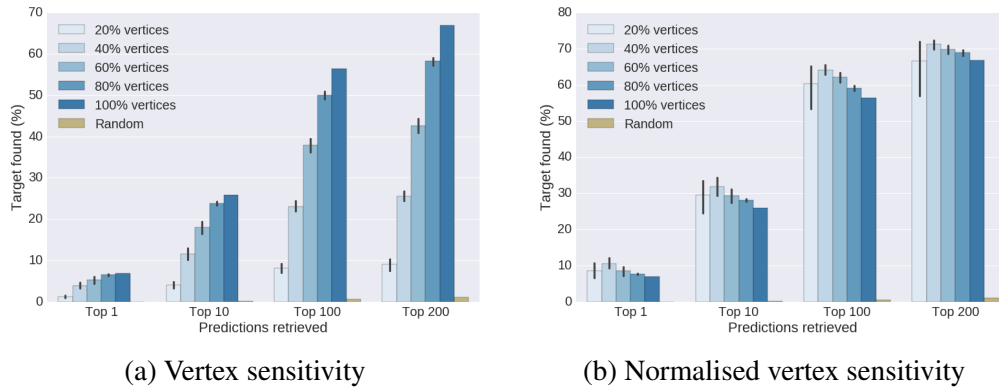 70
60
50
40
30
20
10
0
Target found (%)
20% vertices
40% vertices
60% vertices
80% vertices
100% vertices
Random
Top 1 Top 10 Top 100 Top 200
Predictions retrieved
(a) Vertex sensitivity
80
70
60
50
40
30
20
10
0
Target found (%)
20% vertices
40% vertices
60% vertices
80% vertices
100% vertices
Random
Top 1 Top 10 Top 100 Top 200
Predictions retrieved
(b) Normalised vertex sensitivity